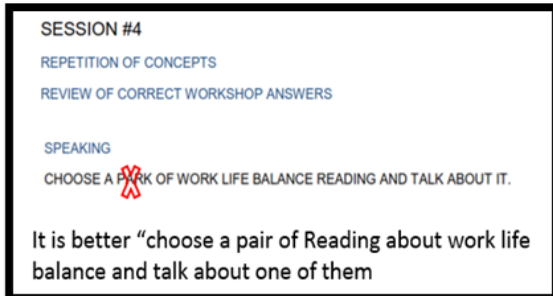 SESSION #4
REPETITION OF CONCEPTS
REVIEW OF CORRECT WORKSHOP ANSWERS
SPEAKING
CHOOSE A PARK OF WORK LIFE BALANCE READING AND TALK ABOUT IT.
It is better “choose a pair of Reading about work life
balance and talk about one of them